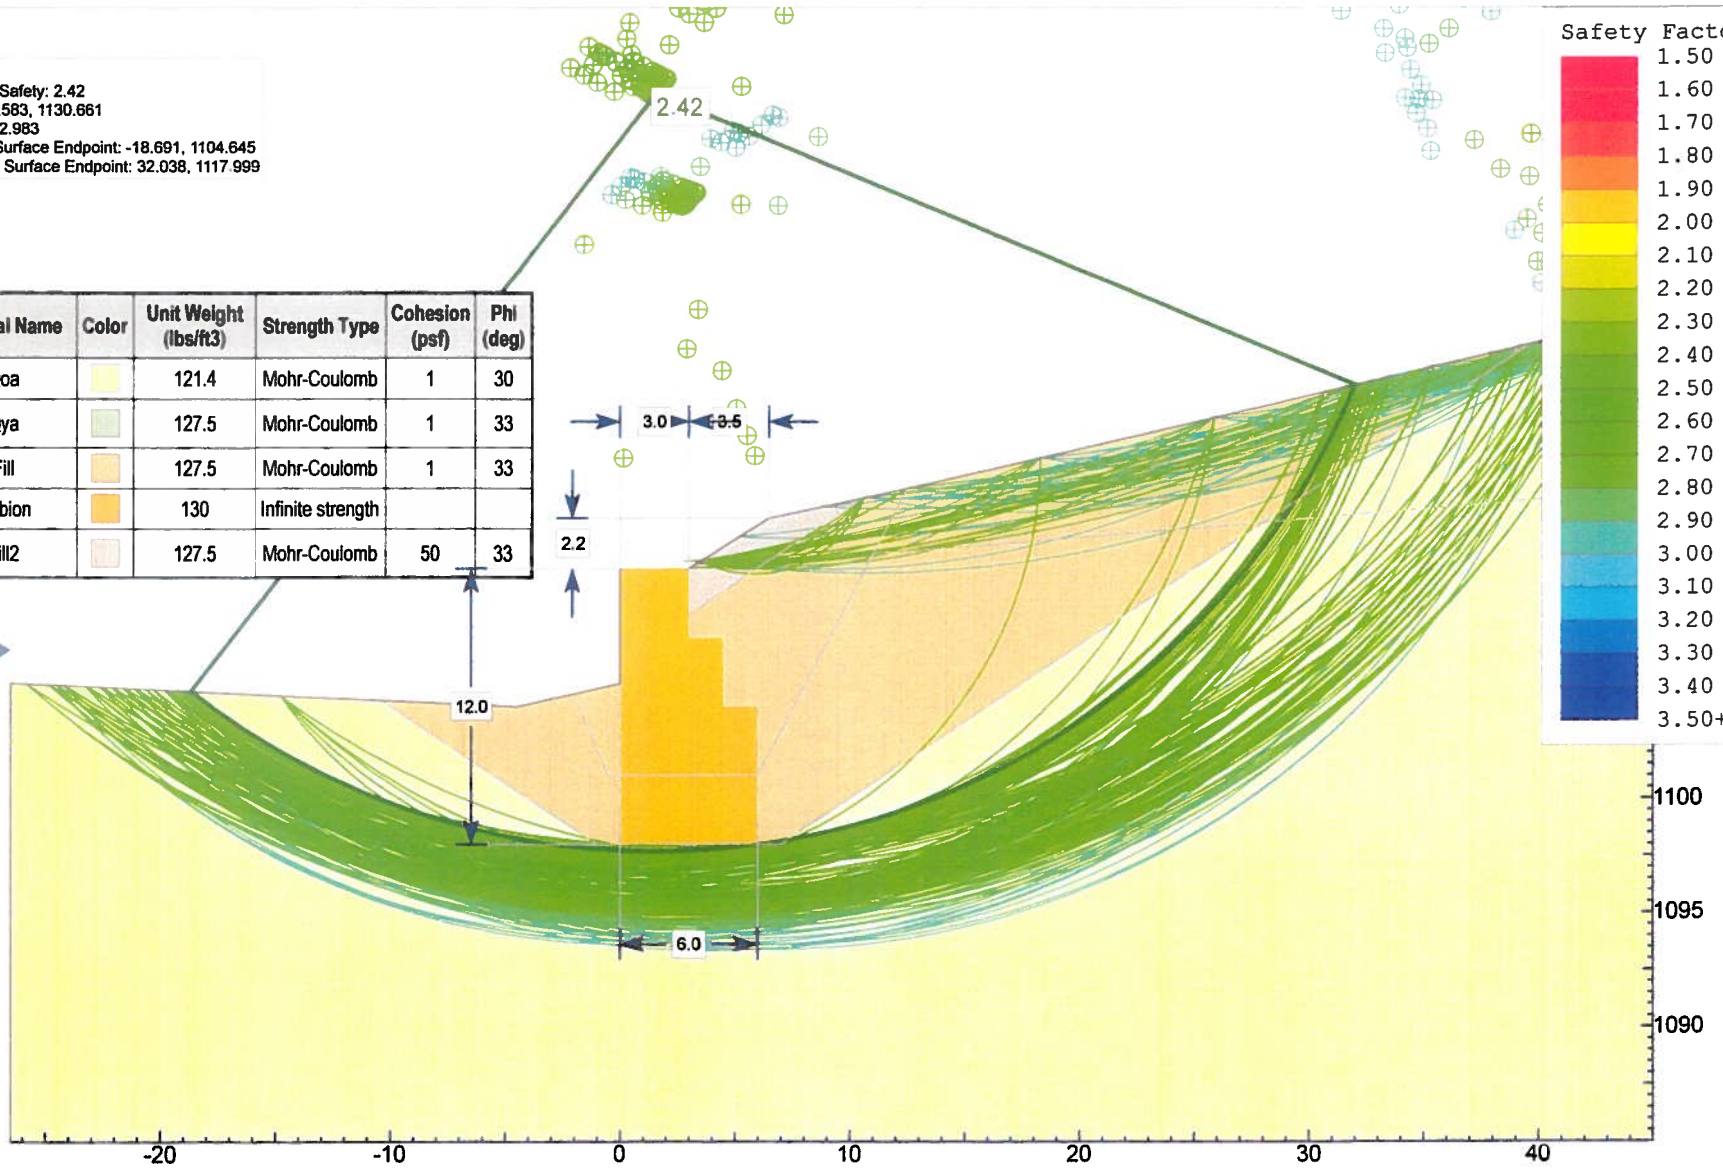 Safety: 2.42
.583, 1130.661
2.983
Surface Endpoint: -18.691, 1104.645
Surface Endpoint: 32.038, 1117.999
2.42
Safety Facto
1.50
1.60
1.70
1.80
1.90
2.00
2.10
2.20
2.30
2.40
2.50
2.60
2.70
2.80
2.90
3.00
3.10
3.20
3.30
3.40
3.50+
al Name Color Unit Weight (lbs/ft3) Strength Type Cohesion (psf) Phi (deg)
oa 121.4 Mohr-Coulomb 1 30
ya 127.5 Mohr-Coulomb 1 33
Fill 127.5 Mohr-Coulomb 1 33
bion 130 Infinite strength
ill2 127.5 Mohr-Coulomb 50 33
3.0 3.5
2.2
12.0
6.0
1100
1095
1090
-20 -10 0 10 20 30 40